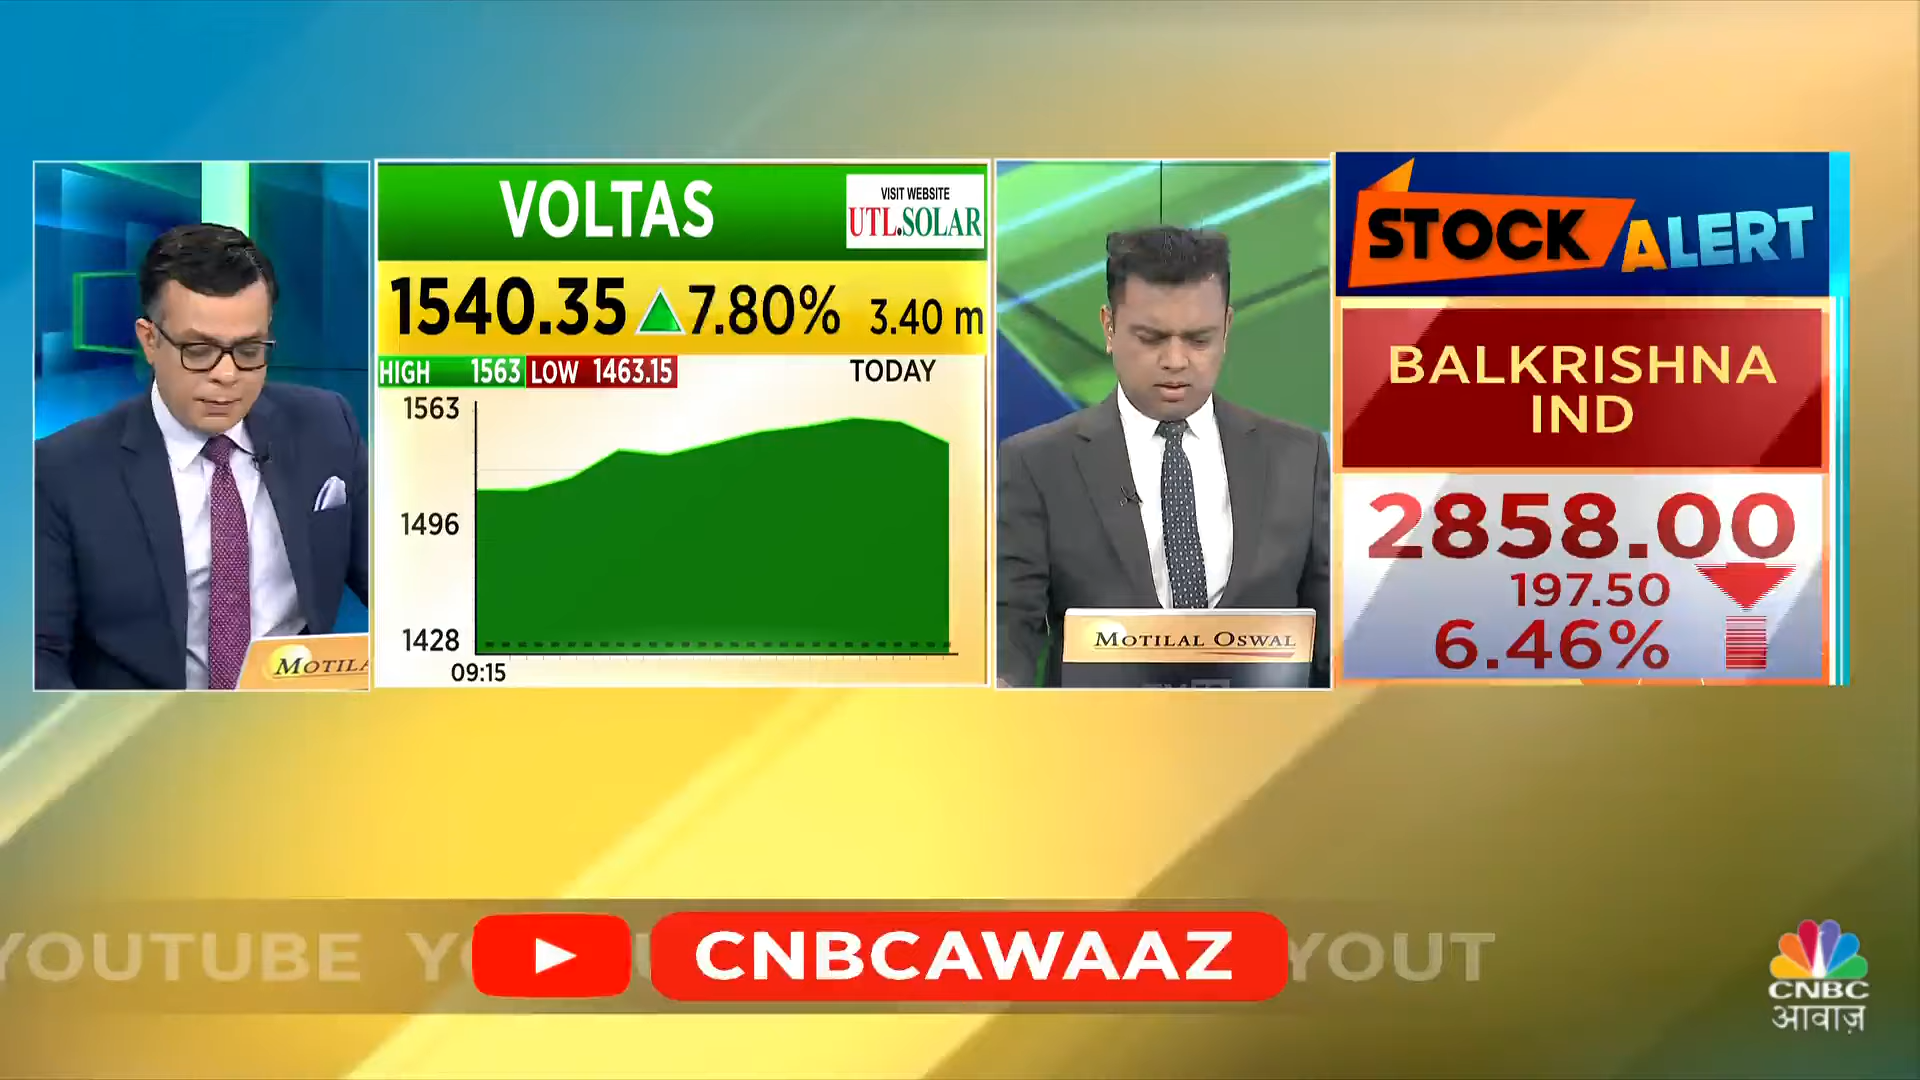 VOLTAS
VISIT WEBSITE
UTL.SOLAR
1540.35 7.80% 3.40 m
HIGH 1563 LOW 1463.15 TODAY
1563
1496
1428
09:15
MOTILA
MOTILAL OSWAL
STOCK ALERT
BALKRISHNA
IND
2858.00
197.50
6.46%
YOUTUBE YO U CNBCAWAAZ YOUT
CNBC
आवाज़